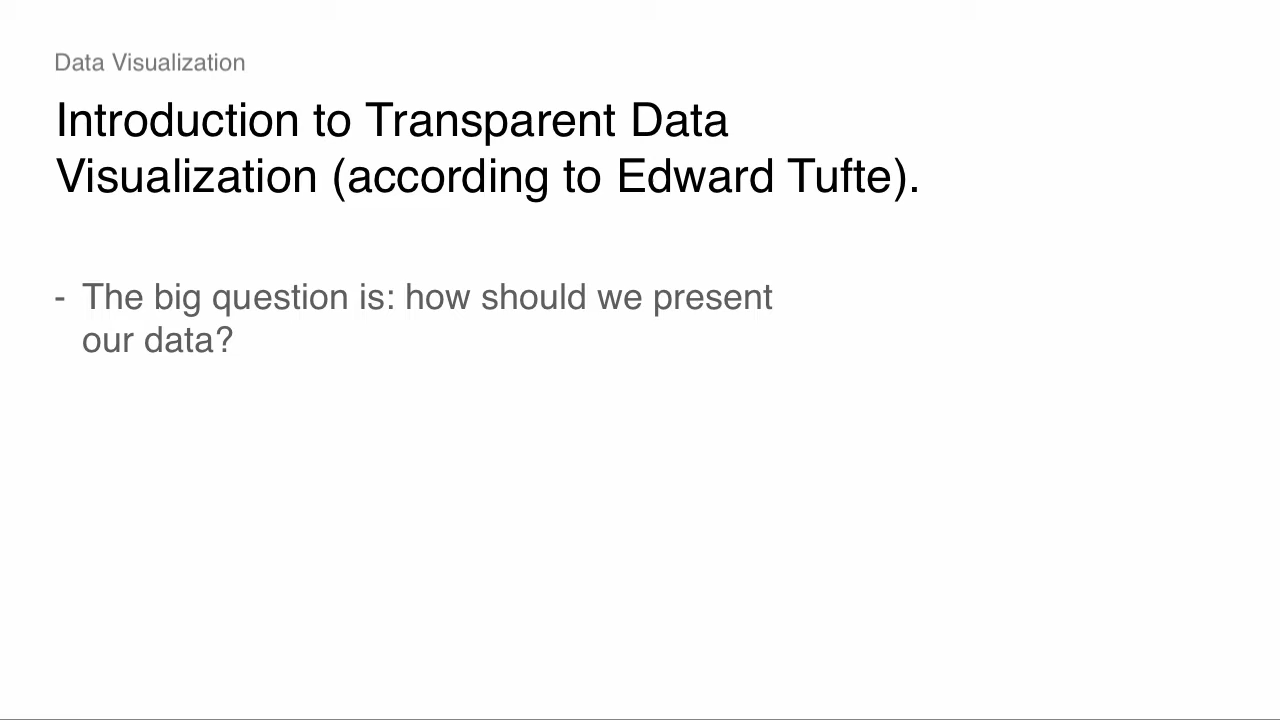 Data Visualization
Introduction to Transparent Data
Visualization (according to Edward Tufte).
- The big question is: how should we present
our data?